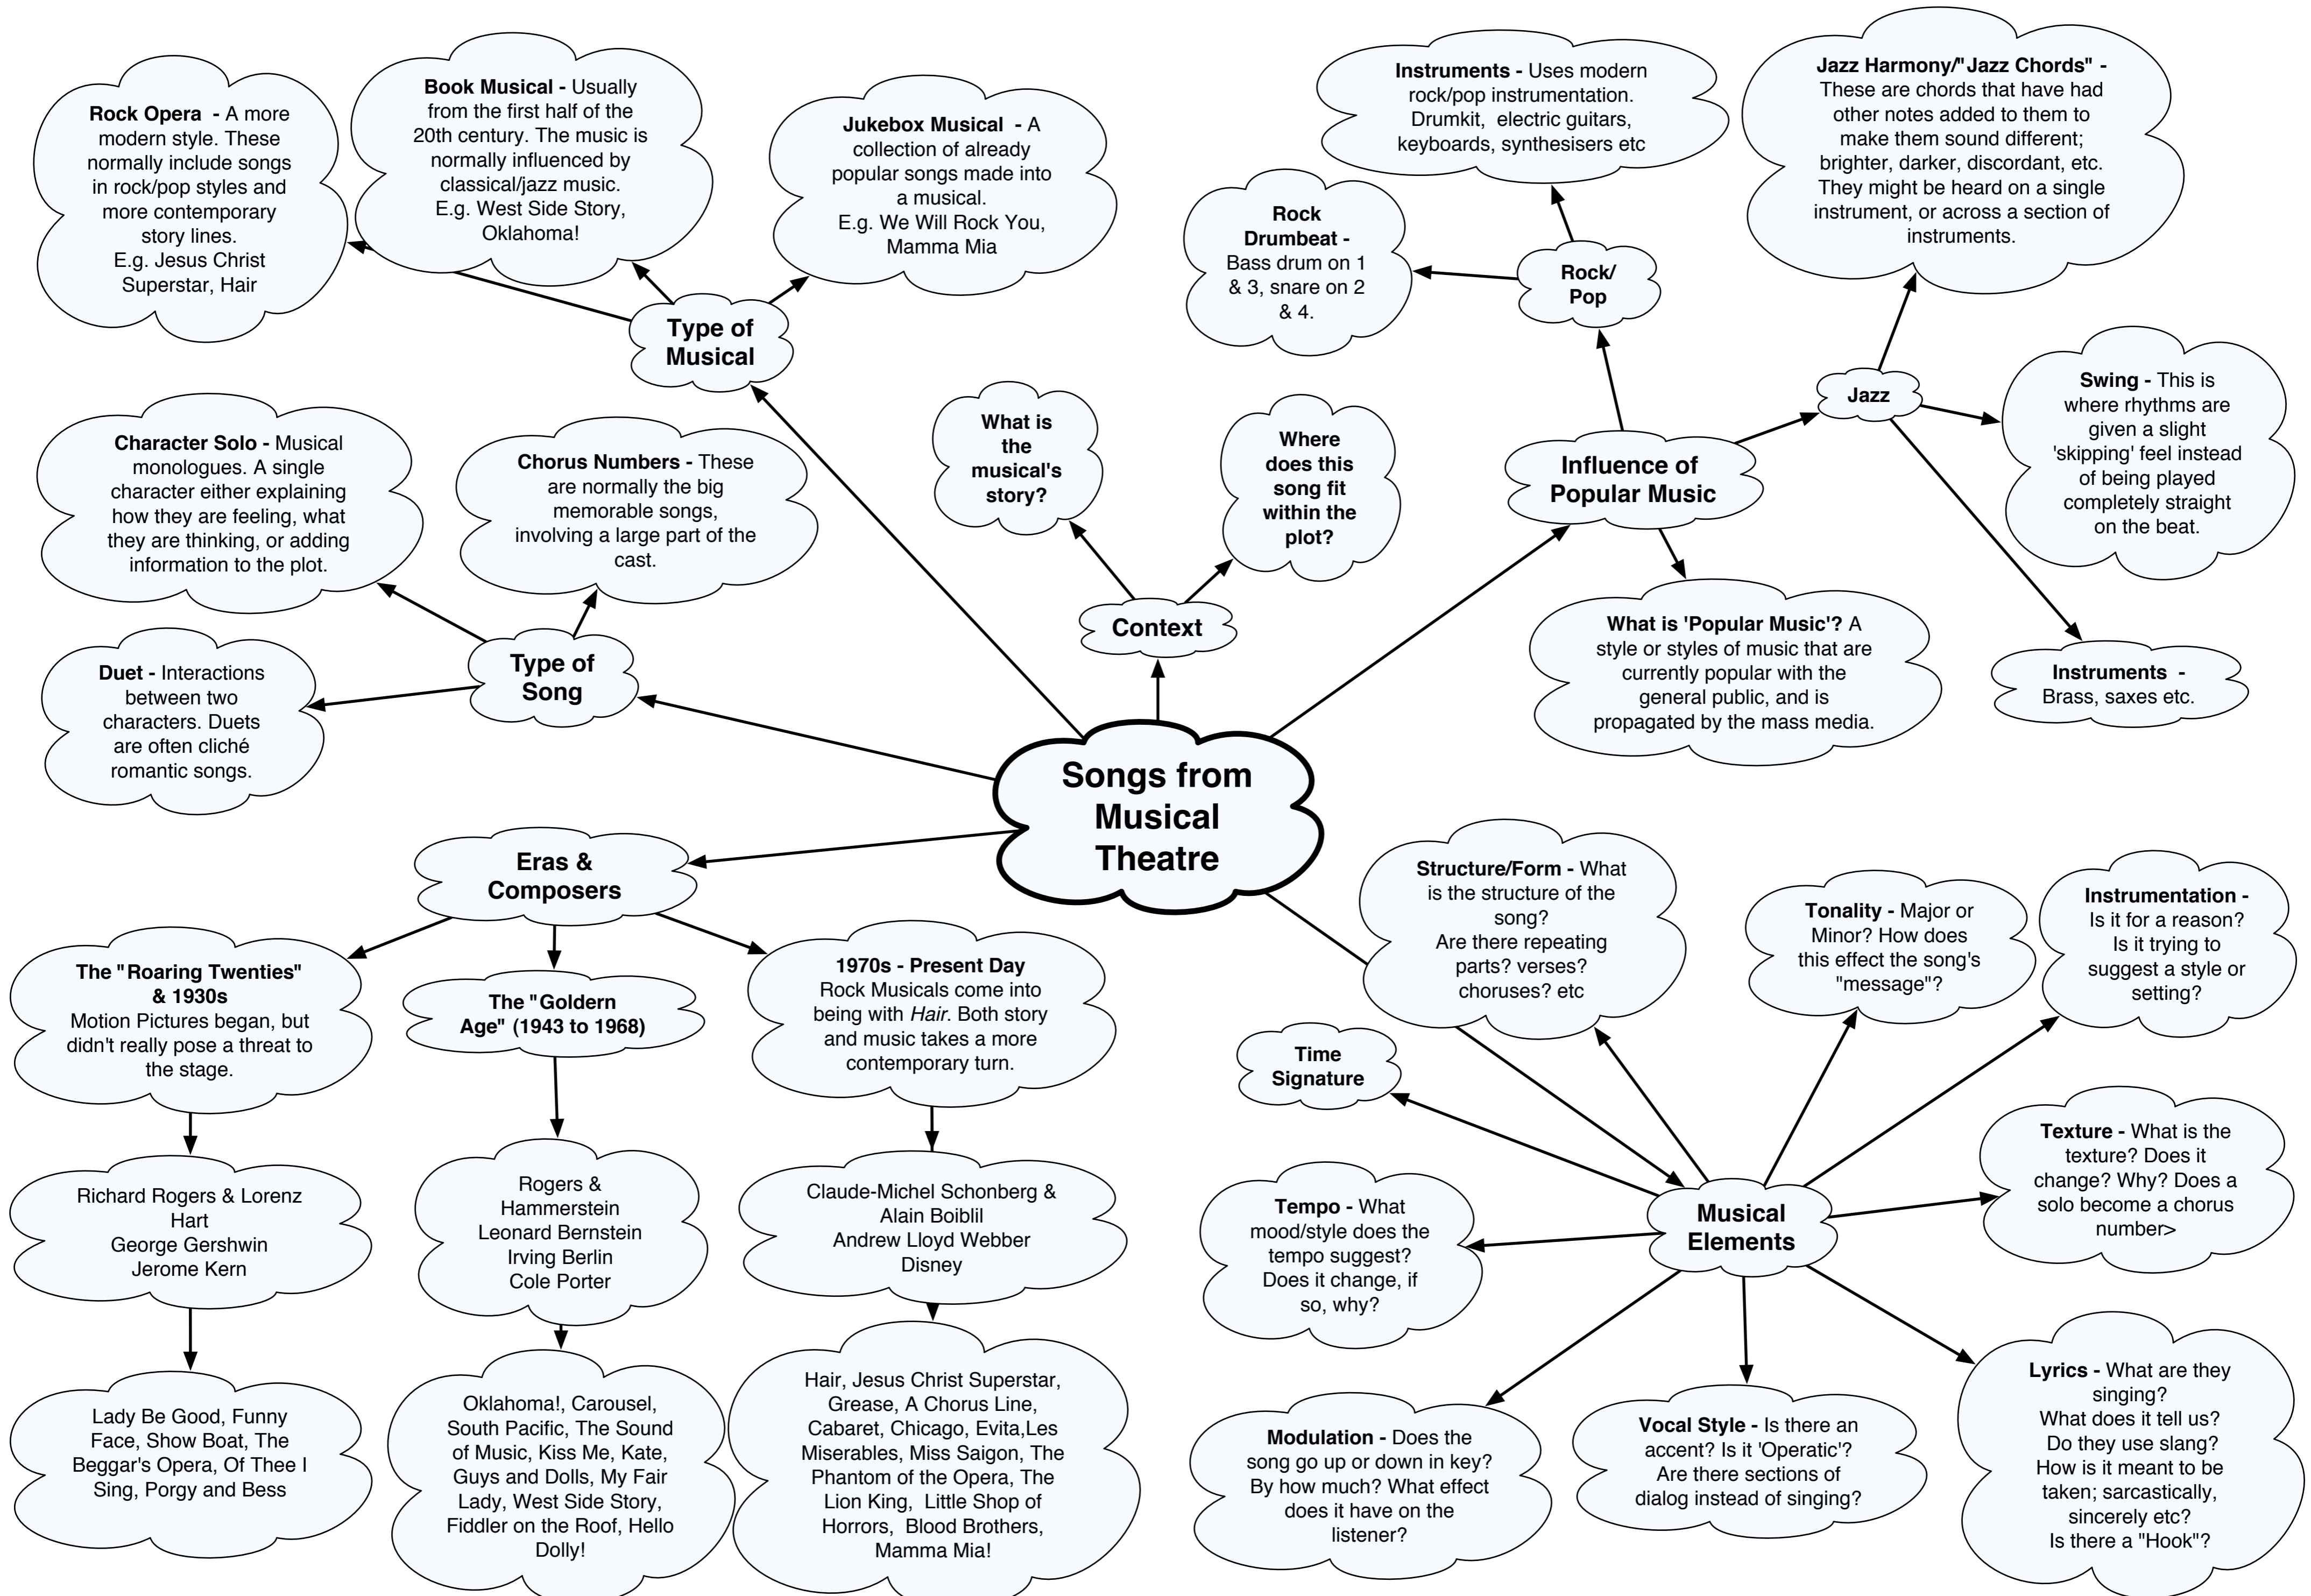 Rock Opera - A more
modern style. These
normally include songs
in rock/pop styles and
more contemporary
story lines.
E.g. Jesus Christ
Superstar, Hair
Book Musical - Usually
from the first half of the
20th century. The music is
normally influenced by
classical/jazz music.
E.g. West Side Story,
Oklahoma!
Jukebox Musical - A
collection of already
popular songs made into
a musical.
E.g. We Will Rock You,
Mamma Mia
Type of
Musical
Instruments - Uses modern
rock/pop instrumentation.
Drumkit, electric guitars,
keyboards, synthesisers etc
Rock
Drumbeat -
Bass drum on 1
& 3, snare on 2
& 4.
Rock/
Pop
Jazz Harmony/"Jazz Chords" -
These are chords that have had
other notes added to them to
make them sound different;
brighter, darker, discordant, etc.
They might be heard on a single
instrument, or across a section of
instruments.
Jazz
Swing - This is
where rhythms are
given a slight
'skipping' feel instead
of being played
completely straight
on the beat.
Instruments -
Brass, saxes etc.
Influence of
Popular Music
What is 'Popular Music'? A
style or styles of music that are
currently popular with the
general public, and is
propagated by the mass media.
What is
the
musical's
story?
Where
does this
song fit
within the
plot?
Context
Character Solo - Musical
monologues. A single
character either explaining
how they are feeling, what
they are thinking, or adding
information to the plot.
Chorus Numbers - These
are normally the big
memorable songs,
involving a large part of the
cast.
Duet - Interactions
between two
characters. Duets
are often cliché
romantic songs.
Type of
Song
Songs from
Musical
Theatre
Eras &
Composers
The "Roaring Twenties"
& 1930s
Motion Pictures began, but
didn't really pose a threat to
the stage.
Richard Rogers & Lorenz
Hart
George Gershwin
Jerome Kern
Lady Be Good, Funny
Face, Show Boat, The
Beggar's Opera, Of Thee I
Sing, Porgy and Bess
The "Goldern
Age" (1943 to 1968)
Rogers &
Hammerstein
Leonard Bernstein
Irving Berlin
Cole Porter
Oklahoma!, Carousel,
South Pacific, The Sound
of Music, Kiss Me, Kate,
Guys and Dolls, My Fair
Lady, West Side Story,
Fiddler on the Roof, Hello
Dolly!
1970s - Present Day
Rock Musicals come into
being with Hair. Both story
and music takes a more
contemporary turn.
Claude-Michel Schonberg &
Alain Boiblil
Andrew Lloyd Webber
Disney
Hair, Jesus Christ Superstar,
Grease, A Chorus Line,
Cabaret, Chicago, Evita,Les
Miserables, Miss Saigon, The
Phantom of the Opera, The
Lion King, Little Shop of
Horrors, Blood Brothers,
Mamma Mia!
Structure/Form - What
is the structure of the
song?
Are there repeating
parts? verses?
choruses? etc
Tonality - Major or
Minor? How does
this effect the song's
"message"?
Instrumentation -
Is it for a reason?
Is it trying to
suggest a style or
setting?
Time
Signature
Texture - What is the
texture? Does it
change? Why? Does a
solo become a chorus
number>
Tempo - What
mood/style does the
tempo suggest?
Does it change, if
so, why?
Musical
Elements
Modulation - Does the
song go up or down in key?
By how much? What effect
does it have on the
listener?
Vocal Style - Is there an
accent? Is it 'Operatic'?
Are there sections of
dialog instead of singing?
Lyrics - What are they
singing?
What does it tell us?
Do they use slang?
How is it meant to be
taken; sarcastically,
sincerely etc?
Is there a "Hook"?